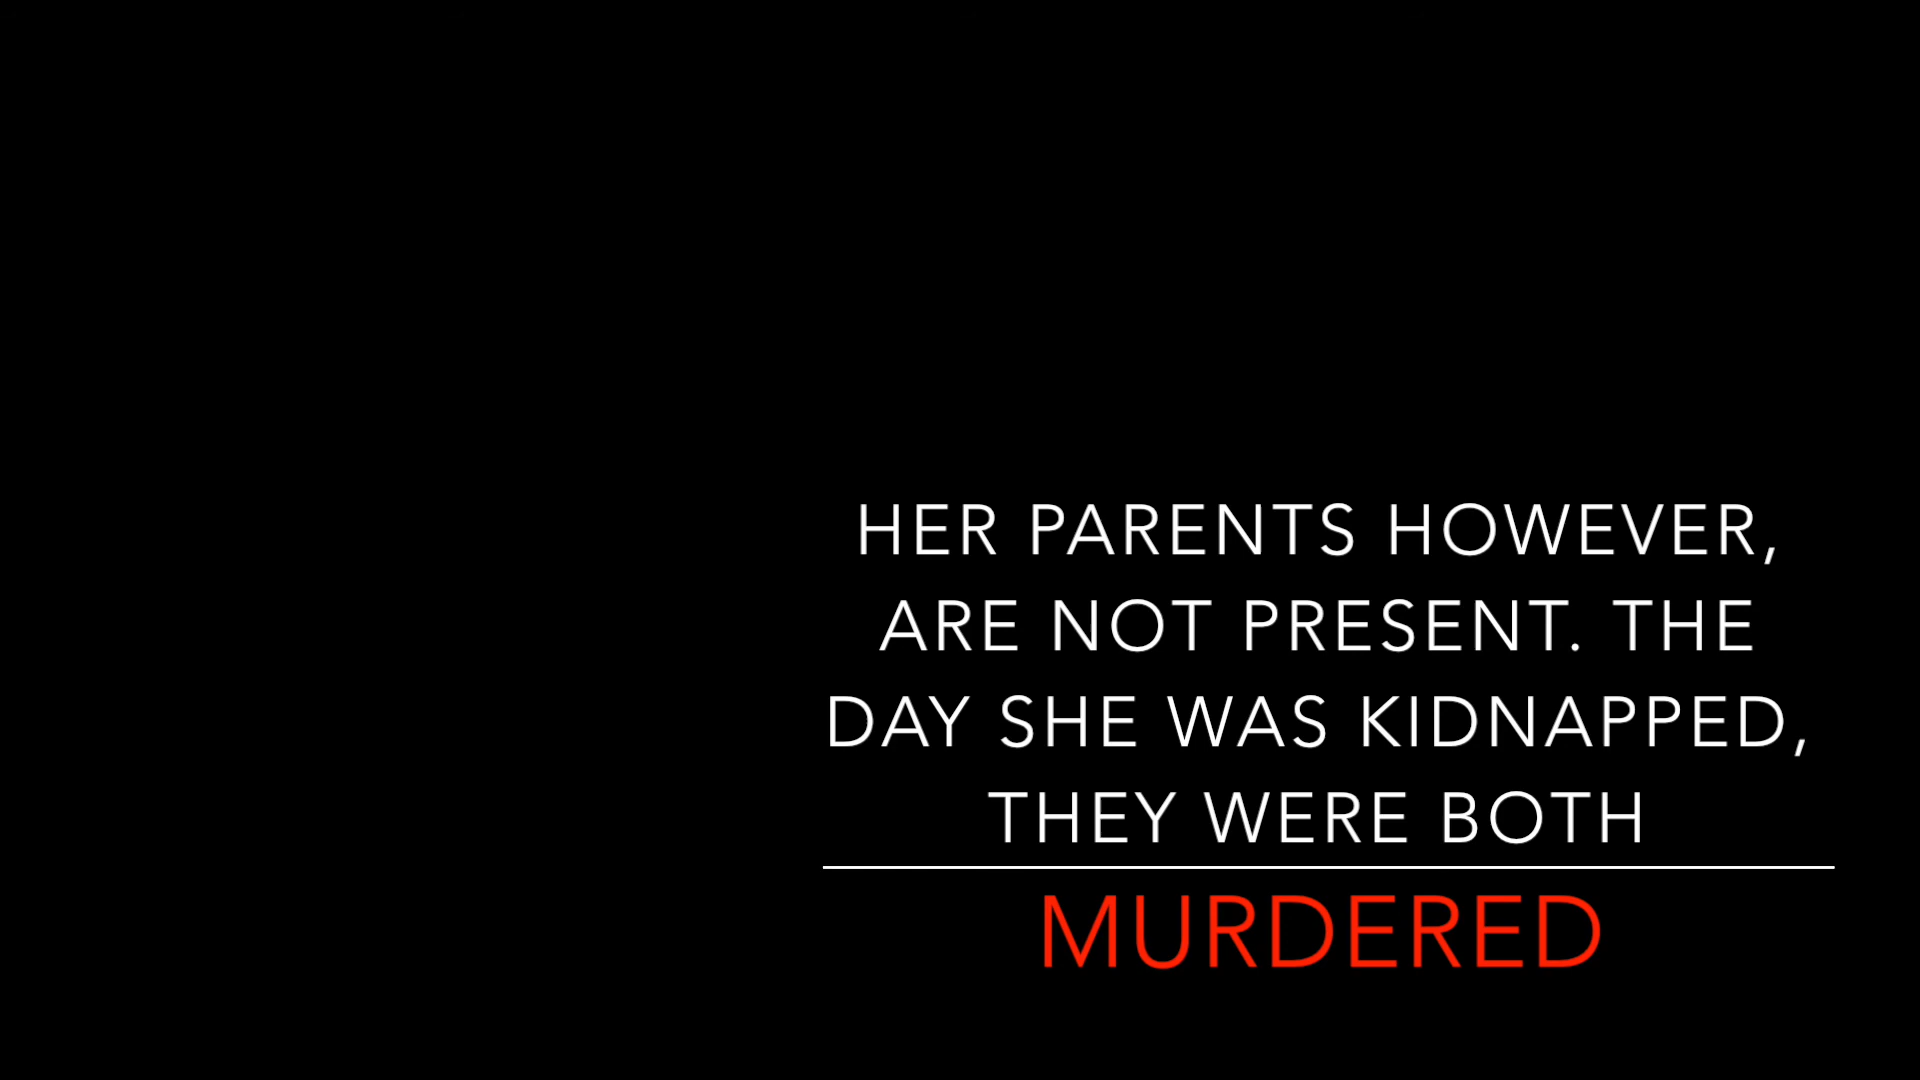 HER PARENTS HOWEVER,
ARE NOT PRESENT. THE
DAY SHE WAS KIDNAPPED,
THEY WERE BOTH
MURDERED